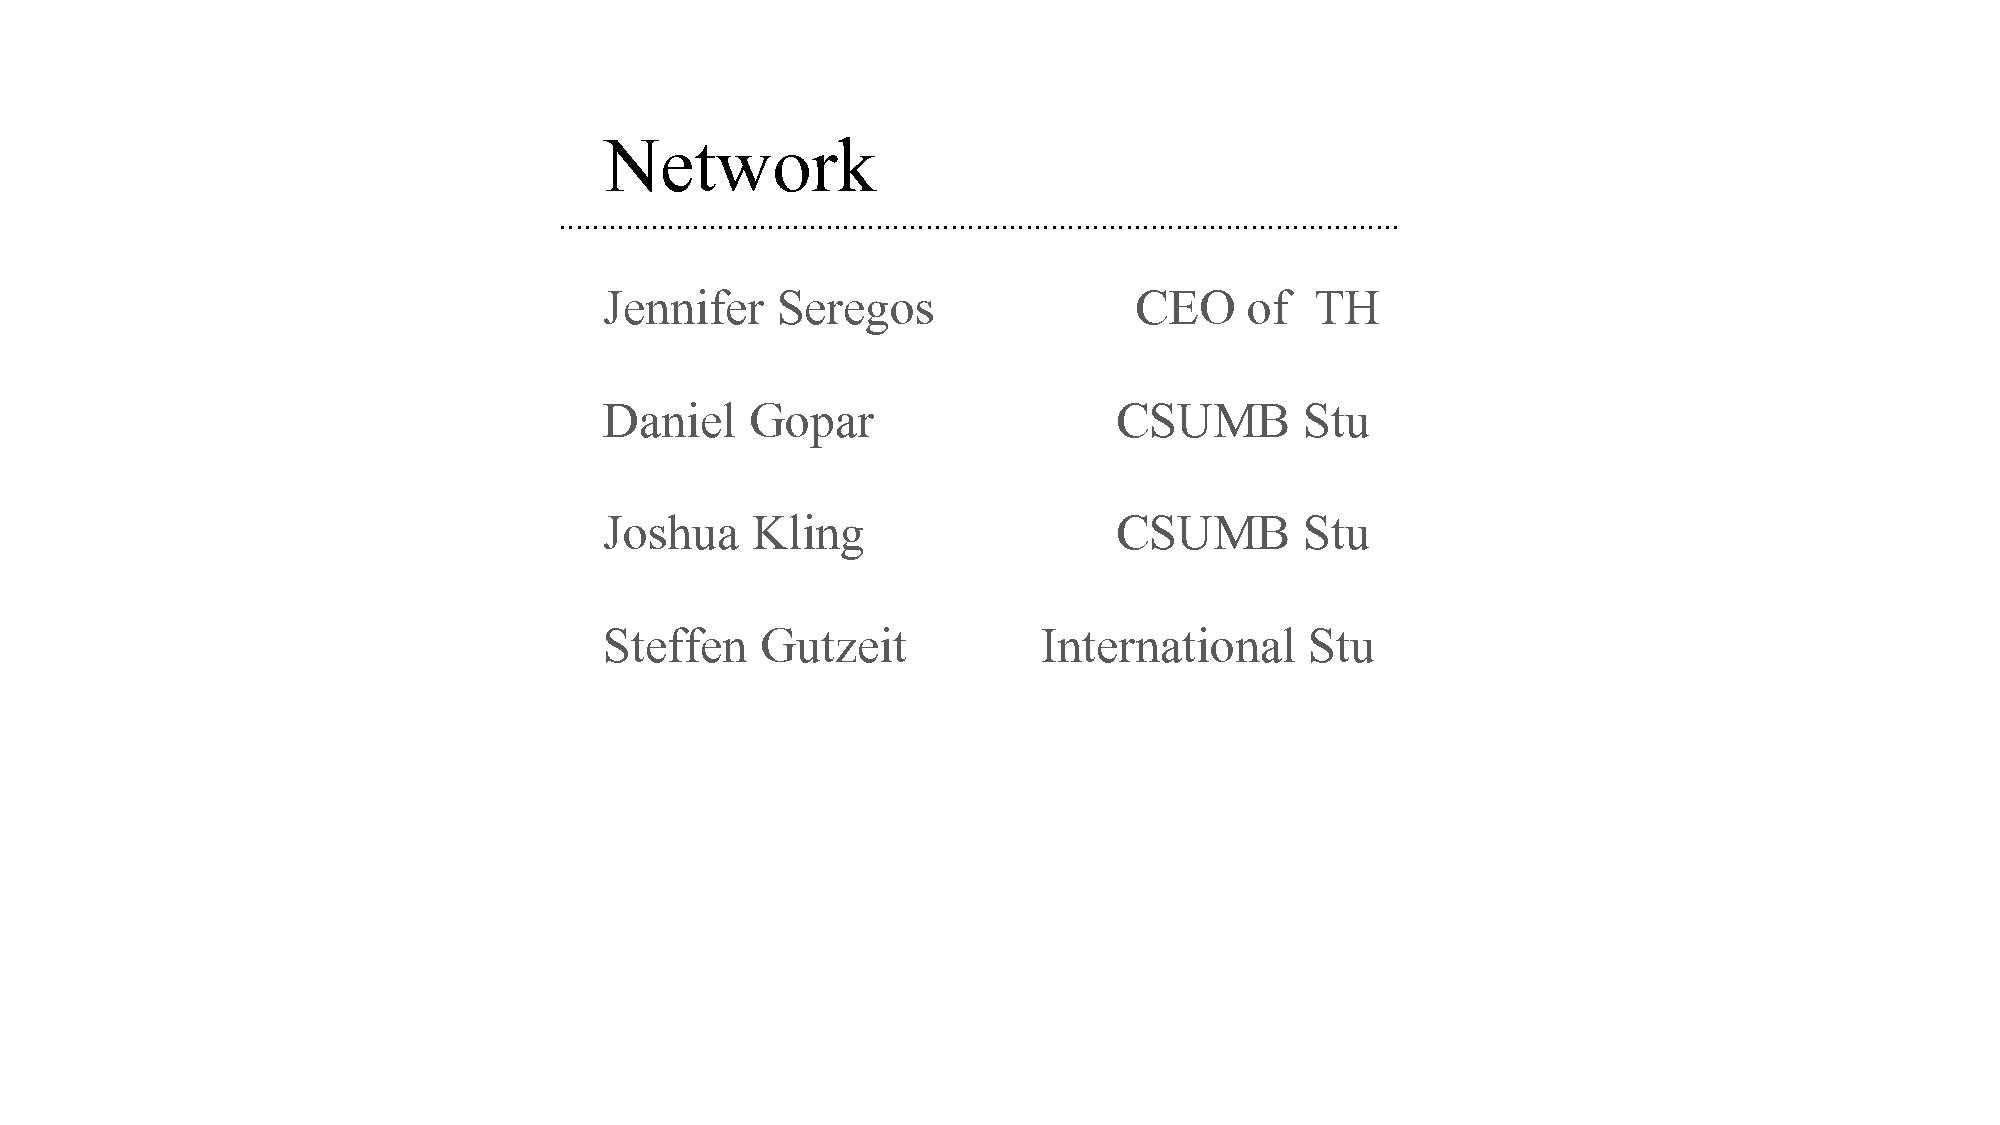 Network
Jennifer Seregos CEO of TH
Daniel Gopar CSUMB Stu
Joshua Kling CSUMB Stu
Steffen Gutzeit International Stu